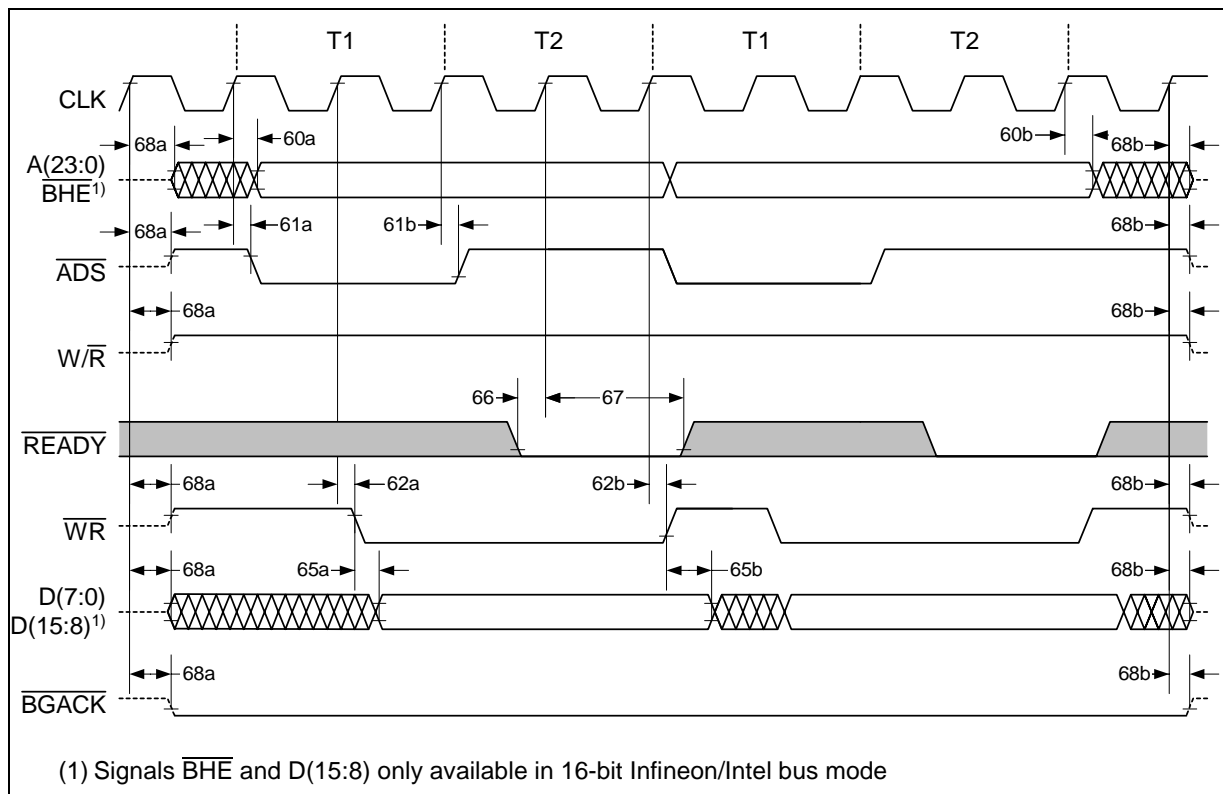 T1 T2 T1 T2
CLK
68a 60a 60b 68b
A(23:0)
BHE1)
68a 61a 61b 68b
ADS
68a 68b
W/R
66 67
READY
68a 62a 62b 68b
WR
68a 65a 65b 68b
D(7:0)
D(15:8)1)
68a 68b
BGACK
(1) Signals BHE and D(15:8) only available in 16-bit Infineon/Intel bus mode